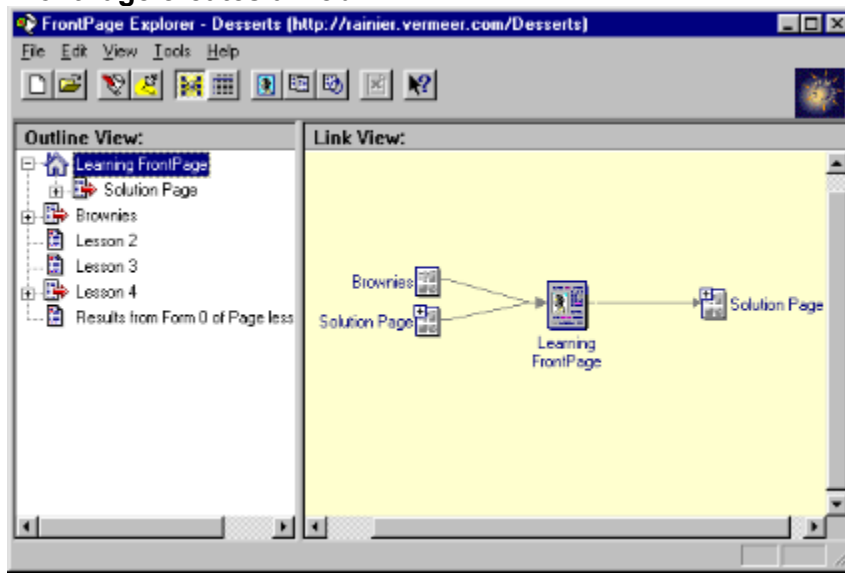 FrontPage Explorer - Desserts (http://rainier.vermeer.com/Desserts)
File Edit View Tools Help
Outline View:
Learning FrontPage
Solution Page
Brownies
Lesson 2
Lesson 3
Lesson 4
Results from Form 0 of Page less
Link View:
Brownies
Solution Page
Learning
FrontPage
Solution Page